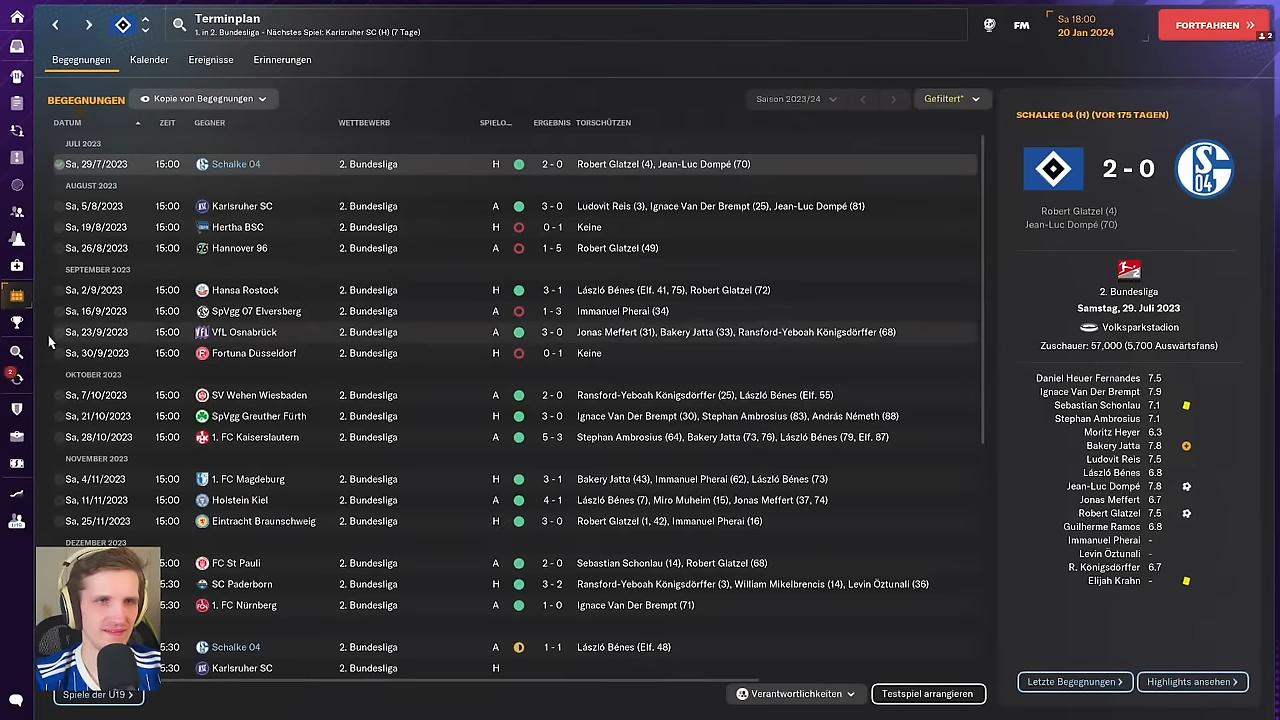 Terminplan
1. in 2. Bundesliga - Nächstes Spiel: Karlsruher SC (H) (7 Tage)
FM
Sa 18:00
20 Jan 2024
FORTFAHREN
2
Begegnungen Kalender Ereignisse Erinnerungen
BEGEGNUNGEN Kopie von Begegnungen Saison 2023/24 Gefiltert*
DATUM ZEIT GEGNER WETTBEWERB SPIELO... ERGEBNIS TORSCHÜTZEN
JULI 2023
Sa, 29/7/2023 15:00 Schalke 04 2. Bundesliga H 2-0 Robert Glatzel (4), Jean-Luc Dompé (70)
AUGUST 2023
Sa, 5/8/2023 15:00 Karlsruher SC 2. Bundesliga A 3-0 Ludovit Reis (3), Ignace Van Der Brempt (25), Jean-Luc Dompé (81)
Sa, 19/8/2023 15:00 Hertha BSC 2. Bundesliga H 0-1 Keine
Sa, 26/8/2023 15:00 Hannover 96 2. Bundesliga A 1-5 Robert Glatzel (49)
SEPTEMBER 2023
Sa, 2/9/2023 15:00 Hansa Rostock 2. Bundesliga H 3-1 László Bénes (Elf. 41, 75), Robert Glatzel (72)
Sa, 16/9/2023 15:00 SpVgg 07 Elversberg 2. Bundesliga A 1-3 Immanuel Pherai (34)
Sa, 23/9/2023 15:00 VfL Osnabrück 2. Bundesliga A 3-0 Jonas Meffert (31), Bakery Jatta (33), Ransford-Yeboah Königsdörffer (68)
Sa, 30/9/2023 15:00 Fortuna Düsseldorf 2. Bundesliga H 0-1 Keine
OKTOBER 2023
Sa, 7/10/2023 15:00 SV Wehen Wiesbaden 2. Bundesliga A 2-0 Ransford-Yeboah Königsdörffer (25), László Bénes (Elf. 55)
Sa, 21/10/2023 15:00 SpVgg Greuther Fürth 2. Bundesliga H 3-0 Ignace Van Der Brempt (30), Stephan Ambrosius (83), András Németh (88)
Sa, 28/10/2023 15:00 1. FC Kaiserslautern 2. Bundesliga A 5-3 Stephan Ambrosius (64), Bakery Jatta (73, 76), László Bénes (79, Elf. 87)
NOVEMBER 2023
Sa, 4/11/2023 15:00 1. FC Magdeburg 2. Bundesliga H 3-1 Bakery Jatta (43), Immanuel Pherai (62), László Bénes (73)
Sa, 11/11/2023 15:00 Holstein Kiel 2. Bundesliga A 4-1 László Bénes (7), Miro Muheim (15), Jonas Meffert (37, 74)
Sa, 25/11/2023 15:00 Eintracht Braunschweig 2. Bundesliga H 3-0 Robert Glatzel (1, 42), Immanuel Pherai (16)
DEZEMBER 2023
5:00 FC St Pauli 2. Bundesliga A 2-0 Sebastian Schonlau (14), Robert Glatzel (68)
5:30 SC Paderborn 2. Bundesliga H 3-2 Ransford-Yeboah Königsdörffer (3), William Mikelbrencis (14), Levin Öztunali (36)
5:30 1. FC Nürnberg 2. Bundesliga A 1-0 Ignace Van Der Brempt (71)
5:30 Schalke 04 2. Bundesliga A 1-1 László Bénes (Elf. 48)
5:30 Karlsruher SC 2. Bundesliga H
2
U19
Spiele der U19
Verantwortlichkeiten
Testspiel arrangieren
SCHALKE 04 (H) (VOR 175 TAGEN)
2 - 0
S 04
Robert Glatzel (4)
Jean-Luc Dompé (70)
2. Bundesliga
Samstag, 29. Juli 2023
Volksparkstadion
Zuschauer: 57,000 (5,700 Auswärtsfans)
Daniel Heuer Fernandes 7.5
Ignace Van Der Brempt 7.9
Sebastian Schonlau 7.1
Stephan Ambrosius 7.1
Moritz Heyer 6.3
Bakery Jatta 7.8
Ludovit Reis 7.5
László Bénes 6.8
Jean-Luc Dompé 7.8
Jonas Meffert 6.7
Robert Glatzel 7.5
Guilherme Ramos 6.8
Immanuel Pherai -
Levin Öztunali -
R. Königsdörffer 6.7
Elijah Krahn -
Letzte Begegnungen
Highlights ansehen